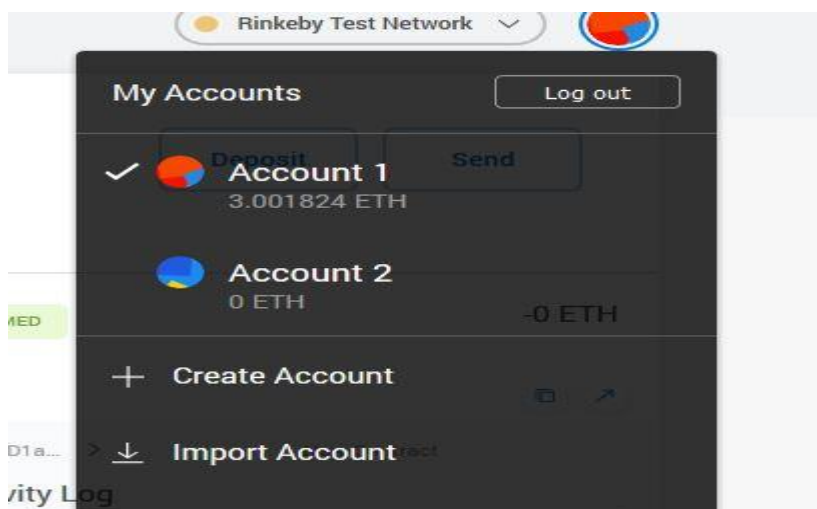 Rinkeby Test Network
My Accounts
Log out
Deposit
Send
Account 1
3.001824 ETH
Account 2
0 ETH
MED
-0 ETH
Create Account
D1a...
>
Import Account
ract
vity Log